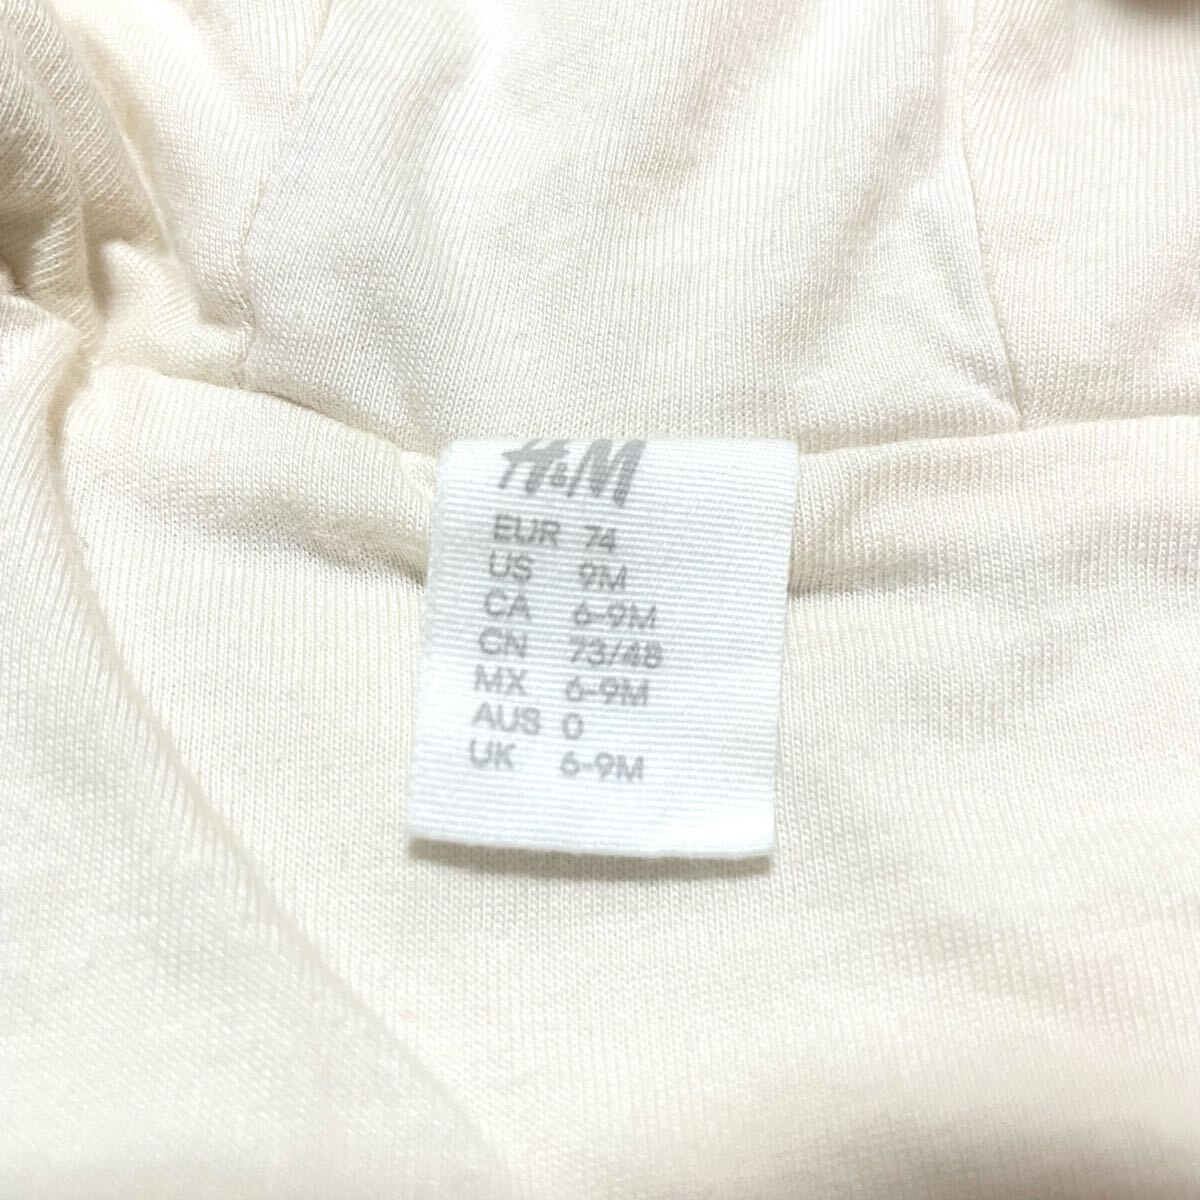 H&M
EUR 74
US 9M
CA 6-9M
CN 73/48
MX 6-9M
AUS 0
UK 6-9M